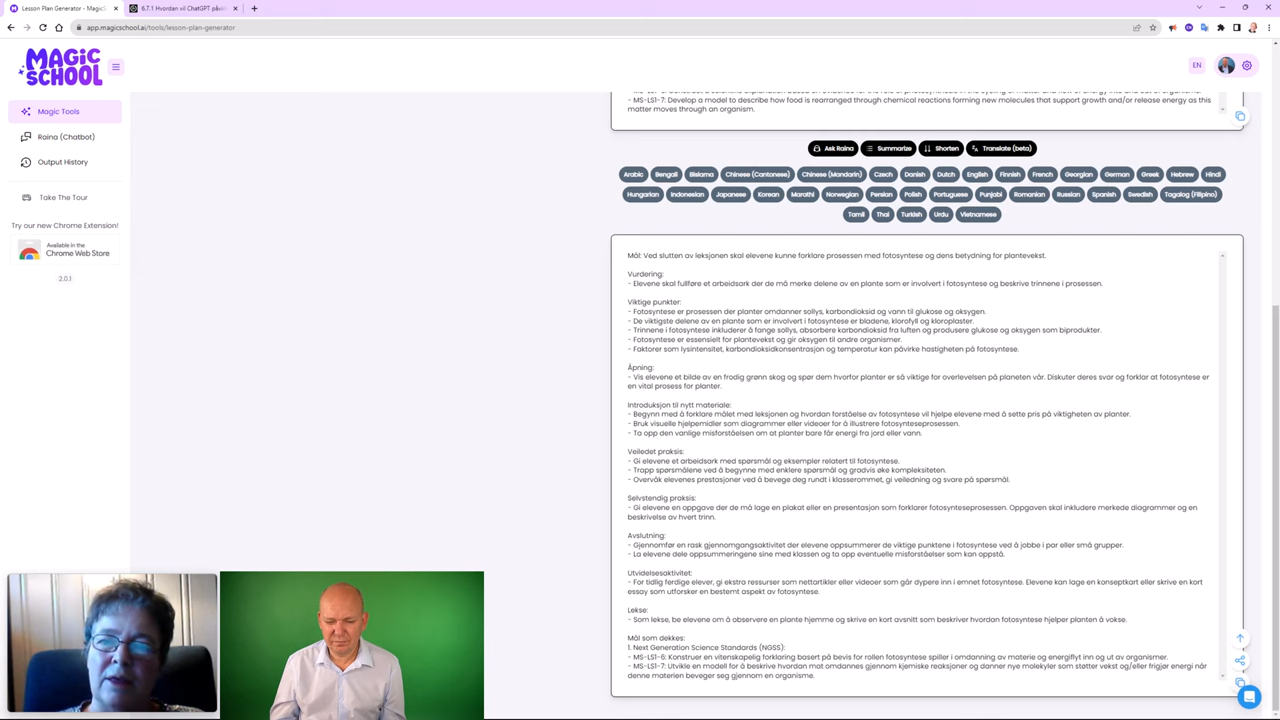 Lesson Plan Generator - MagicS
6.7.1 Hvordan vil ChatGPT påvir
app.magicschool.ai/tools/lesson-plan-generator
MAGIC
SCHOOL
EN
Magic Tools
Raina (Chatbot)
Output History
Take The Tour
Try our new Chrome Extension!
Available in the
Chrome Web Store
2.0.1
- MS-LS1-7: Develop a model to describe how food is rearranged through chemical reactions forming new molecules that support growth and/or release energy as this
matter moves through an organism.
Ask Raina Summarize Shorten Translate (beta)
Arabic Bengali Bislama Chinese (Cantonese) Chinese (Mandarin) Czech Danish Dutch English Finnish French Georgian German Greek Hebrew Hindi
Hungarian Indonesian Japanese Korean Marathi Norwegian Persian Polish Portuguese Punjabi Romanian Russian Spanish Swedish Tagalog (Filipino)
Tamil Thai Turkish Urdu Vietnamese
Mål: Ved slutten av leksjonen skal elevene kunne forklare prosessen med fotosyntese og dens betydning for plantevekst.
Vurdering:
- Elevene skal fullføre et arbeidsark der de må merke delene av en plante som er involvert i fotosyntese og beskrive trinnene i prosessen.
Viktige punkter:
- Fotosyntese er prosessen der planter omdanner sollys, karbondioksid og vann til glukose og oksygen.
- De viktigste delene av en plante som er involvert i fotosyntese er bladene, klorofyll og kloroplaster.
- Trinnene i fotosyntese inkluderer å fange sollys, absorbere karbondioksid fra luften og produsere glukose og oksygen som biprodukter.
- Fotosyntese er essensielt for plantevekst og gir oksygen til andre organismer.
- Faktorer som lysintensitet, karbondioksidkonsentrasjon og temperatur kan påvirke hastigheten på fotosyntese.
Åpning:
- Vis elevene et bilde av en frodig grønn skog og spør dem hvorfor planter er så viktige for overlevelsen på planeten vår. Diskuter deres svar og forklar at fotosyntese er
en vital prosess for planter.
Introduksjon til nytt materiale:
- Begynn med å forklare målet med leksjonen og hvordan forståelse av fotosyntese vil hjelpe elevene med å sette pris på viktigheten av planter.
- Bruk visuelle hjelpemidler som diagrammer eller videoer for å illustrere fotosynteseprosessen.
- Ta opp den vanlige misforståelsen om at planter bare får energi fra jord eller vann.
Veiledet praksis:
- Gi elevene et arbeidsark med spørsmål og eksempler relatert til fotosyntese.
- Trapp spørsmålene ved å begynne med enklere spørsmål og gradvis øke kompleksiteten.
- Overvåk elevenes prestasjoner ved å bevege deg rundt i klasserommet, gi veiledning og svare på spørsmål.
Selvstendig praksis:
- Gi elevene en oppgave der de må lage en plakat eller en presentasjon som forklarer fotosynteseprosessen. Oppgaven skal inkludere merkede diagrammer og en
beskrivelse av hvert trinn.
Avslutning:
- Gjennomfør en rask gjennomgangsaktivitet der elevene oppsummerer de viktige punktene i fotosyntese ved å jobbe i par eller små grupper.
- La elevene dele oppsummeringene sine med klassen og ta opp eventuelle misforståelser som kan oppstå.
Utvidelsesaktivitet:
- For tidlig ferdige elever, gi ekstra ressurser som nettartikler eller videoer som går dypere inn i emnet fotosyntese. Elevene kan lage en konseptkart eller skrive en kort
essay som utforsker en bestemt aspekt av fotosyntese.
Lekse:
- Som lekse, be elevene om å observere en plante hjemme og skrive en kort avsnitt som beskriver hvordan fotosyntese hjelper planten å vokse.
Mål som dekkes:
1. Next Generation Science Standards (NGSS):
- MS-LS1-6: Konstruer en vitenskapelig forklaring basert på bevis for rollen fotosyntese spiller i omdanning av materie og energiflyt inn og ut av organismer.
- MS-LS1-7: Utvikle en modell for å beskrive hvordan mat omdannes gjennom kjemiske reaksjoner og danner nye molekyler som støtter vekst og/eller frigjør energi når
denne materien beveger seg gjennom en organisme.